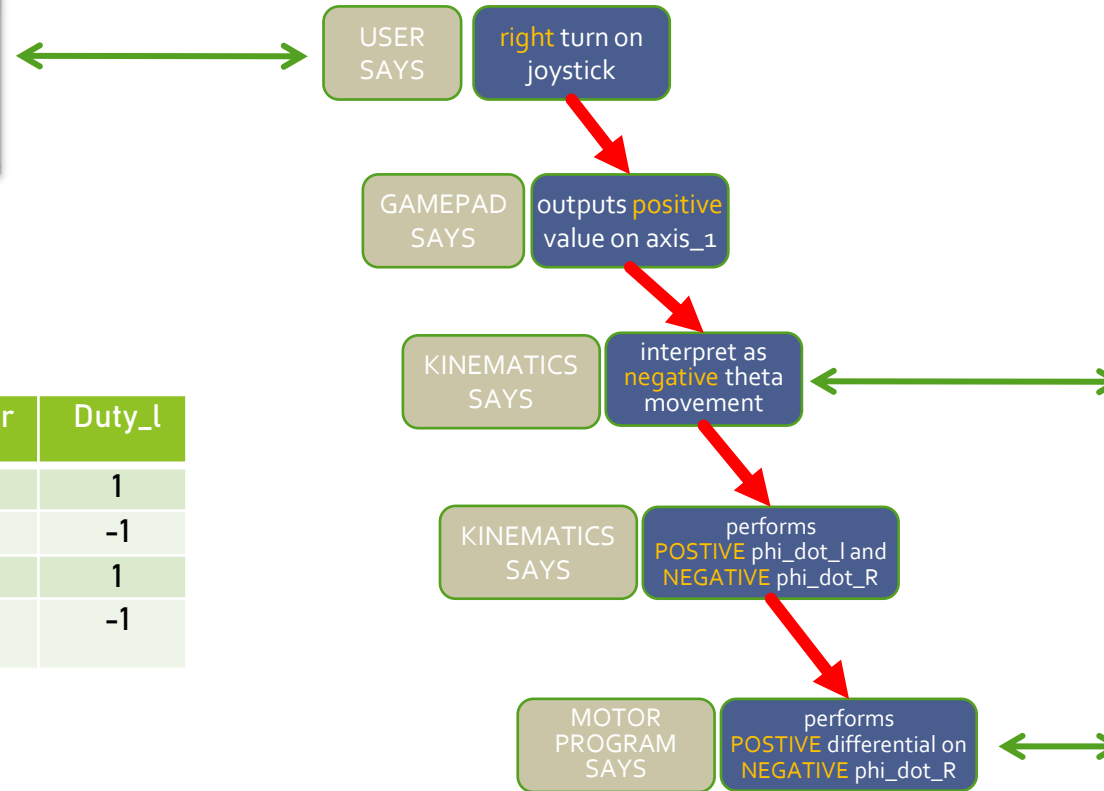 USER
SAYS
right turn on
joystick
GAMEPAD
SAYS
outputs positive
value on axis_1
KINEMATICS
SAYS
interpret as
negative theta
movement
r
Duty_l
1
-1
1
-1
KINEMATICS
SAYS
performs
POSTIVE phi_dot_l and
NEGATIVE phi_dot_R
MOTOR
PROGRAM
SAYS
performs
POSTIVE differential on
NEGATIVE phi_dot_R